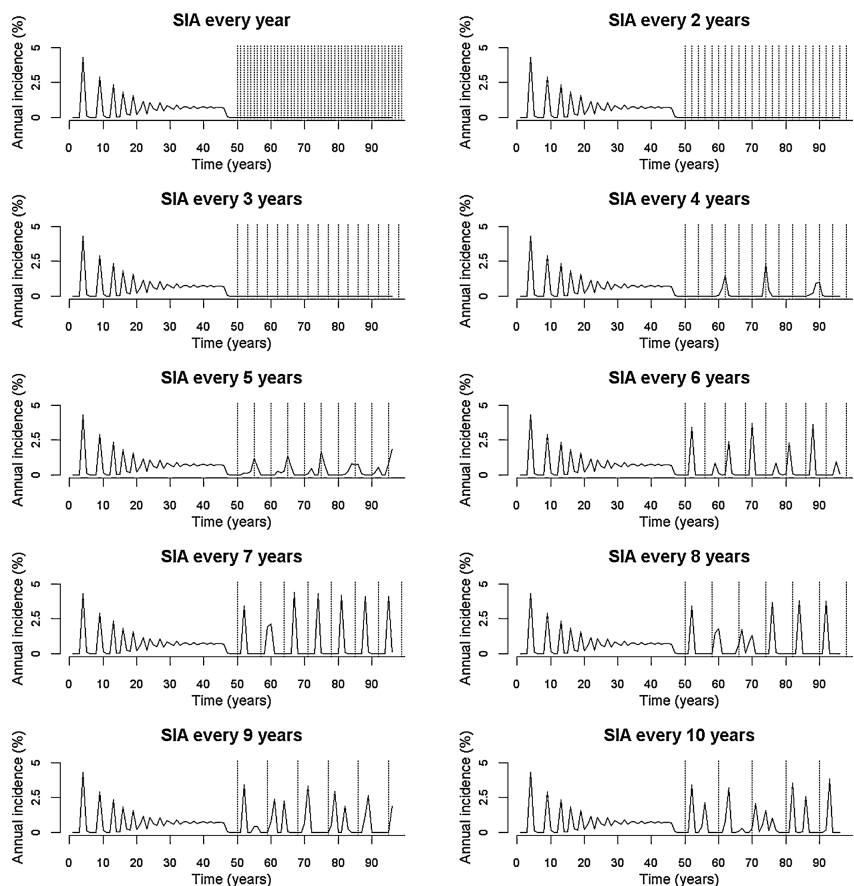 SIA every year
Annual incidence (%)
5
2.5
0
0 10 20 30 40 50 60 70 80 90
Time (years)
SIA every 2 years
Annual incidence (%)
5
2.5
0
0 10 20 30 40 50 60 70 80 90
Time (years)
SIA every 3 years
Annual incidence (%)
5
2.5
0
0 10 20 30 40 50 60 70 80 90
Time (years)
SIA every 4 years
Annual incidence (%)
5
2.5
0
0 10 20 30 40 50 60 70 80 90
Time (years)
SIA every 5 years
Annual incidence (%)
5
2.5
0
0 10 20 30 40 50 60 70 80 90
Time (years)
SIA every 6 years
Annual incidence (%)
5
2.5
0
0 10 20 30 40 50 60 70 80 90
Time (years)
SIA every 7 years
Annual incidence (%)
5
2.5
0
0 10 20 30 40 50 60 70 80 90
Time (years)
SIA every 8 years
Annual incidence (%)
5
2.5
0
0 10 20 30 40 50 60 70 80 90
Time (years)
SIA every 9 years
Annual incidence (%)
5
2.5
0
0 10 20 30 40 50 60 70 80 90
Time (years)
SIA every 10 years
Annual incidence (%)
5
2.5
0
0 10 20 30 40 50 60 70 80 90
Time (years)